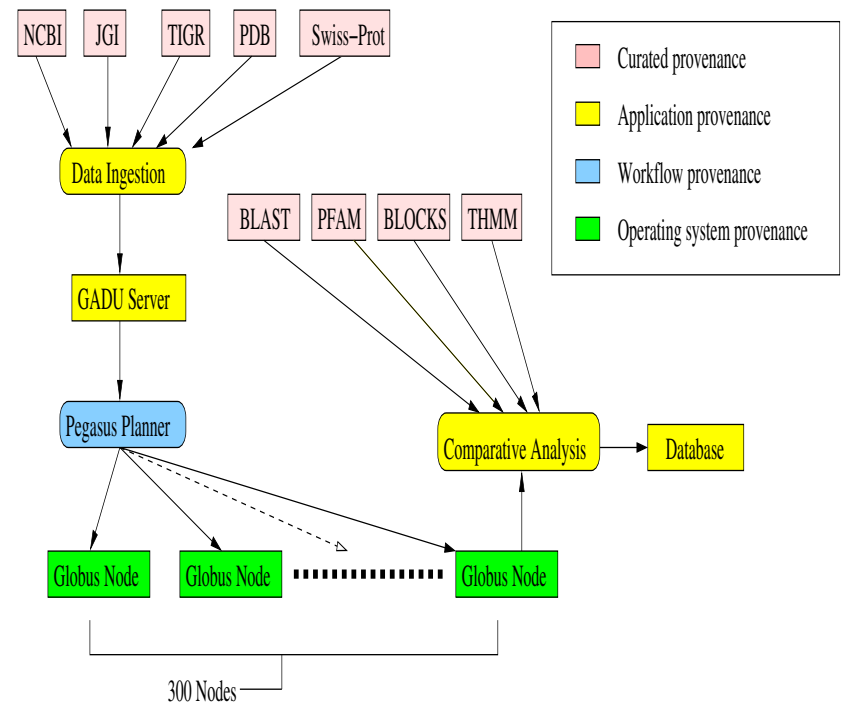 NCBI
JGI
TIGR
PDB
Swiss-Prot
Curated provenance
Application provenance
Workflow provenance
Operating system provenance
Data Ingestion
BLAST
PFAM
BLOCKS
THMM
GADU Server
Pegasus Planner
Comparative Analysis
Database
Globus Node
Globus Node
Globus Node
300 Nodes